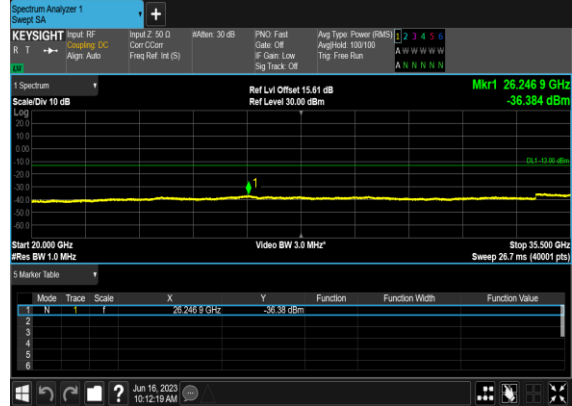 Spectrum Analyzer 1
Swept SA
+
KEYSIGHT Input: RF Input Z: 50 Ω #Atten: 30 dB PNO: Fast Avg Type: Power (RMS) 1 2 3 4 5 6
R T Coupling: DC Corr CCorr Gate: Off Avg|Hold: 100/100 A W W W W W
Align: Auto Freq Ref: Int (S) IF Gain: Low Trig: Free Run
Sig Track: Off A N N N N N
1 Spectrum Ref Lvl Offset 15.61 dB Mkr1 26.246 9 GHz
Scale/Div 10 dB Ref Level 30.00 dBm -36.384 dBm
Log
20.0
10.0
0.00
-10.0
DL1 -13.00 dBm
-20.0
-30.0
1
-40.0
-50.0
-60.0
Start 20.000 GHz Video BW 3.0 MHz* Stop 35.500 GHz
#Res BW 1.0 MHz Sweep 26.7 ms (40001 pts)
5 Marker Table
Mode Trace Scale X Y Function Function Width Function Value
1 N 1 f 26.246 9 GHz -36.38 dBm
2
3
4
5
6
? Jun 16, 2023
10:12:19 AM